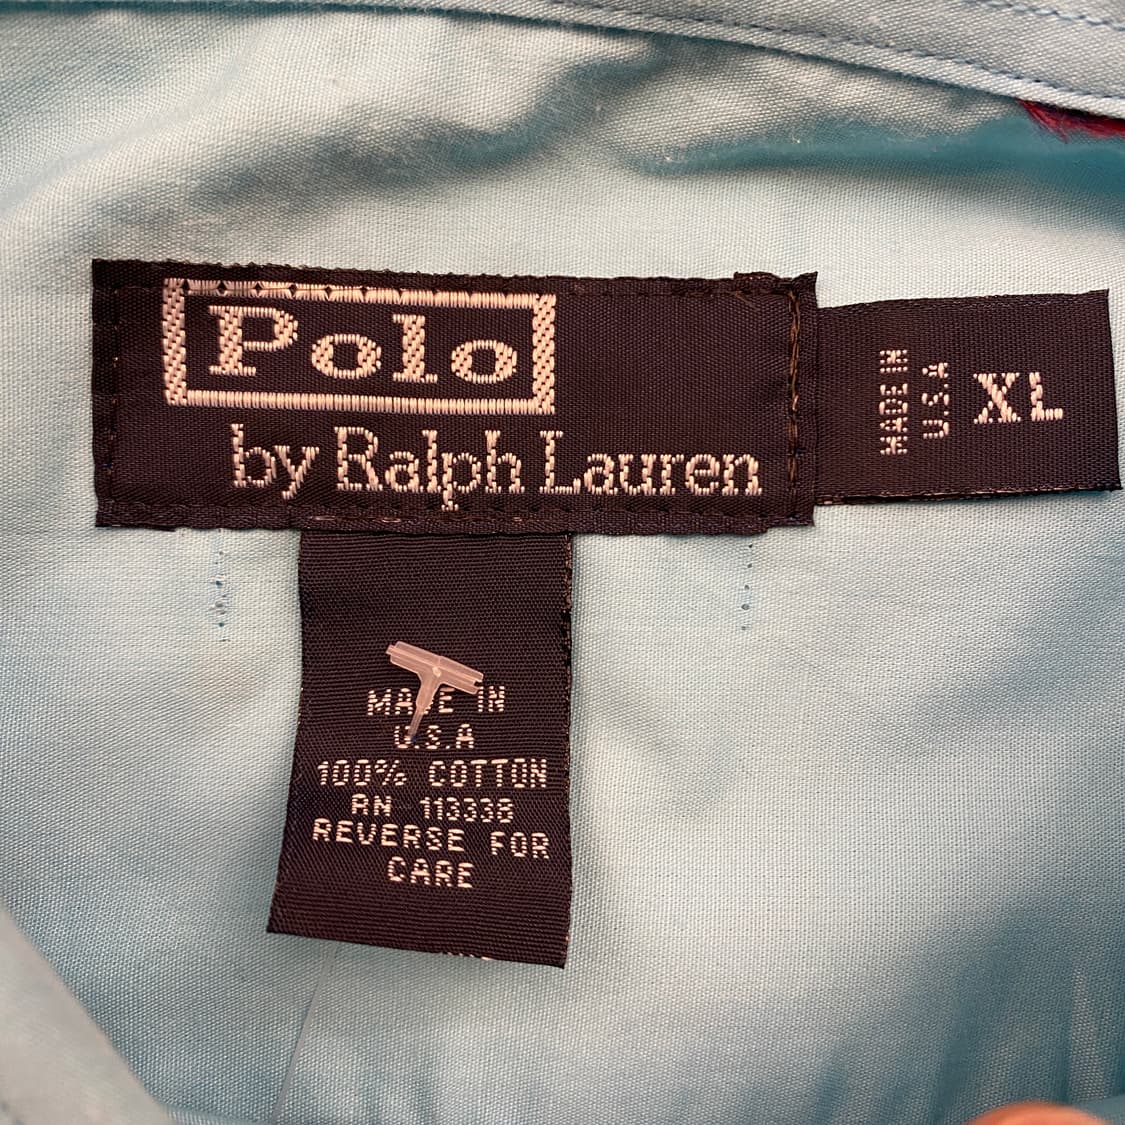 Polo
by Ralph Lauren
MADE IN
U.S.A
XL
MADE IN
U.S.A
100% COTTON
RN 113338
REVERSE FOR
CARE